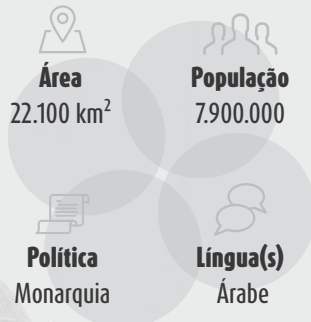 Área
22.100 km²
População
7.900.000
Política
Monarquia
Língua(s)
Árabe